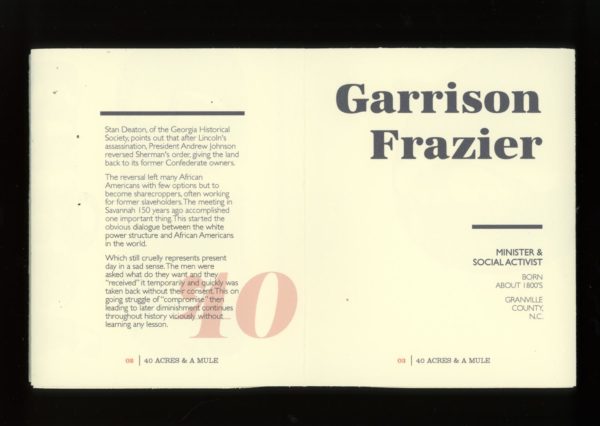 Stan Deaton, of the Georgia Historical
Society, points out that after Lincoln's
assassination, President Andrew Johnson
reversed Sherman's order, giving the land
back to its former Confederate owners.
The reversal left many African
Americans with few options but to
become sharecroppers, often working
for former slaveholders. The meeting in
Savannah 150 years ago accomplished
one important thing. This started the
obvious dialogue between the white
power structure and African Americans
in the world.
Which still cruelly represents present
day in a sad sense. The men were
asked what do they want and they
"received" it temporarily and quickly was
taken back without their consent. This on
going struggle of "compromise" then
leading to later diminishment continues
throughout history viciously without
learning any lesson.
40
02 | 40 ACRES & A MULE
Garrison
Frazier
MINISTER &
SOCIAL ACTIVIST
BORN
ABOUT 1800'S
GRANVILLE
COUNTY,
N.C.
03 | 40 ACRES & A MULE